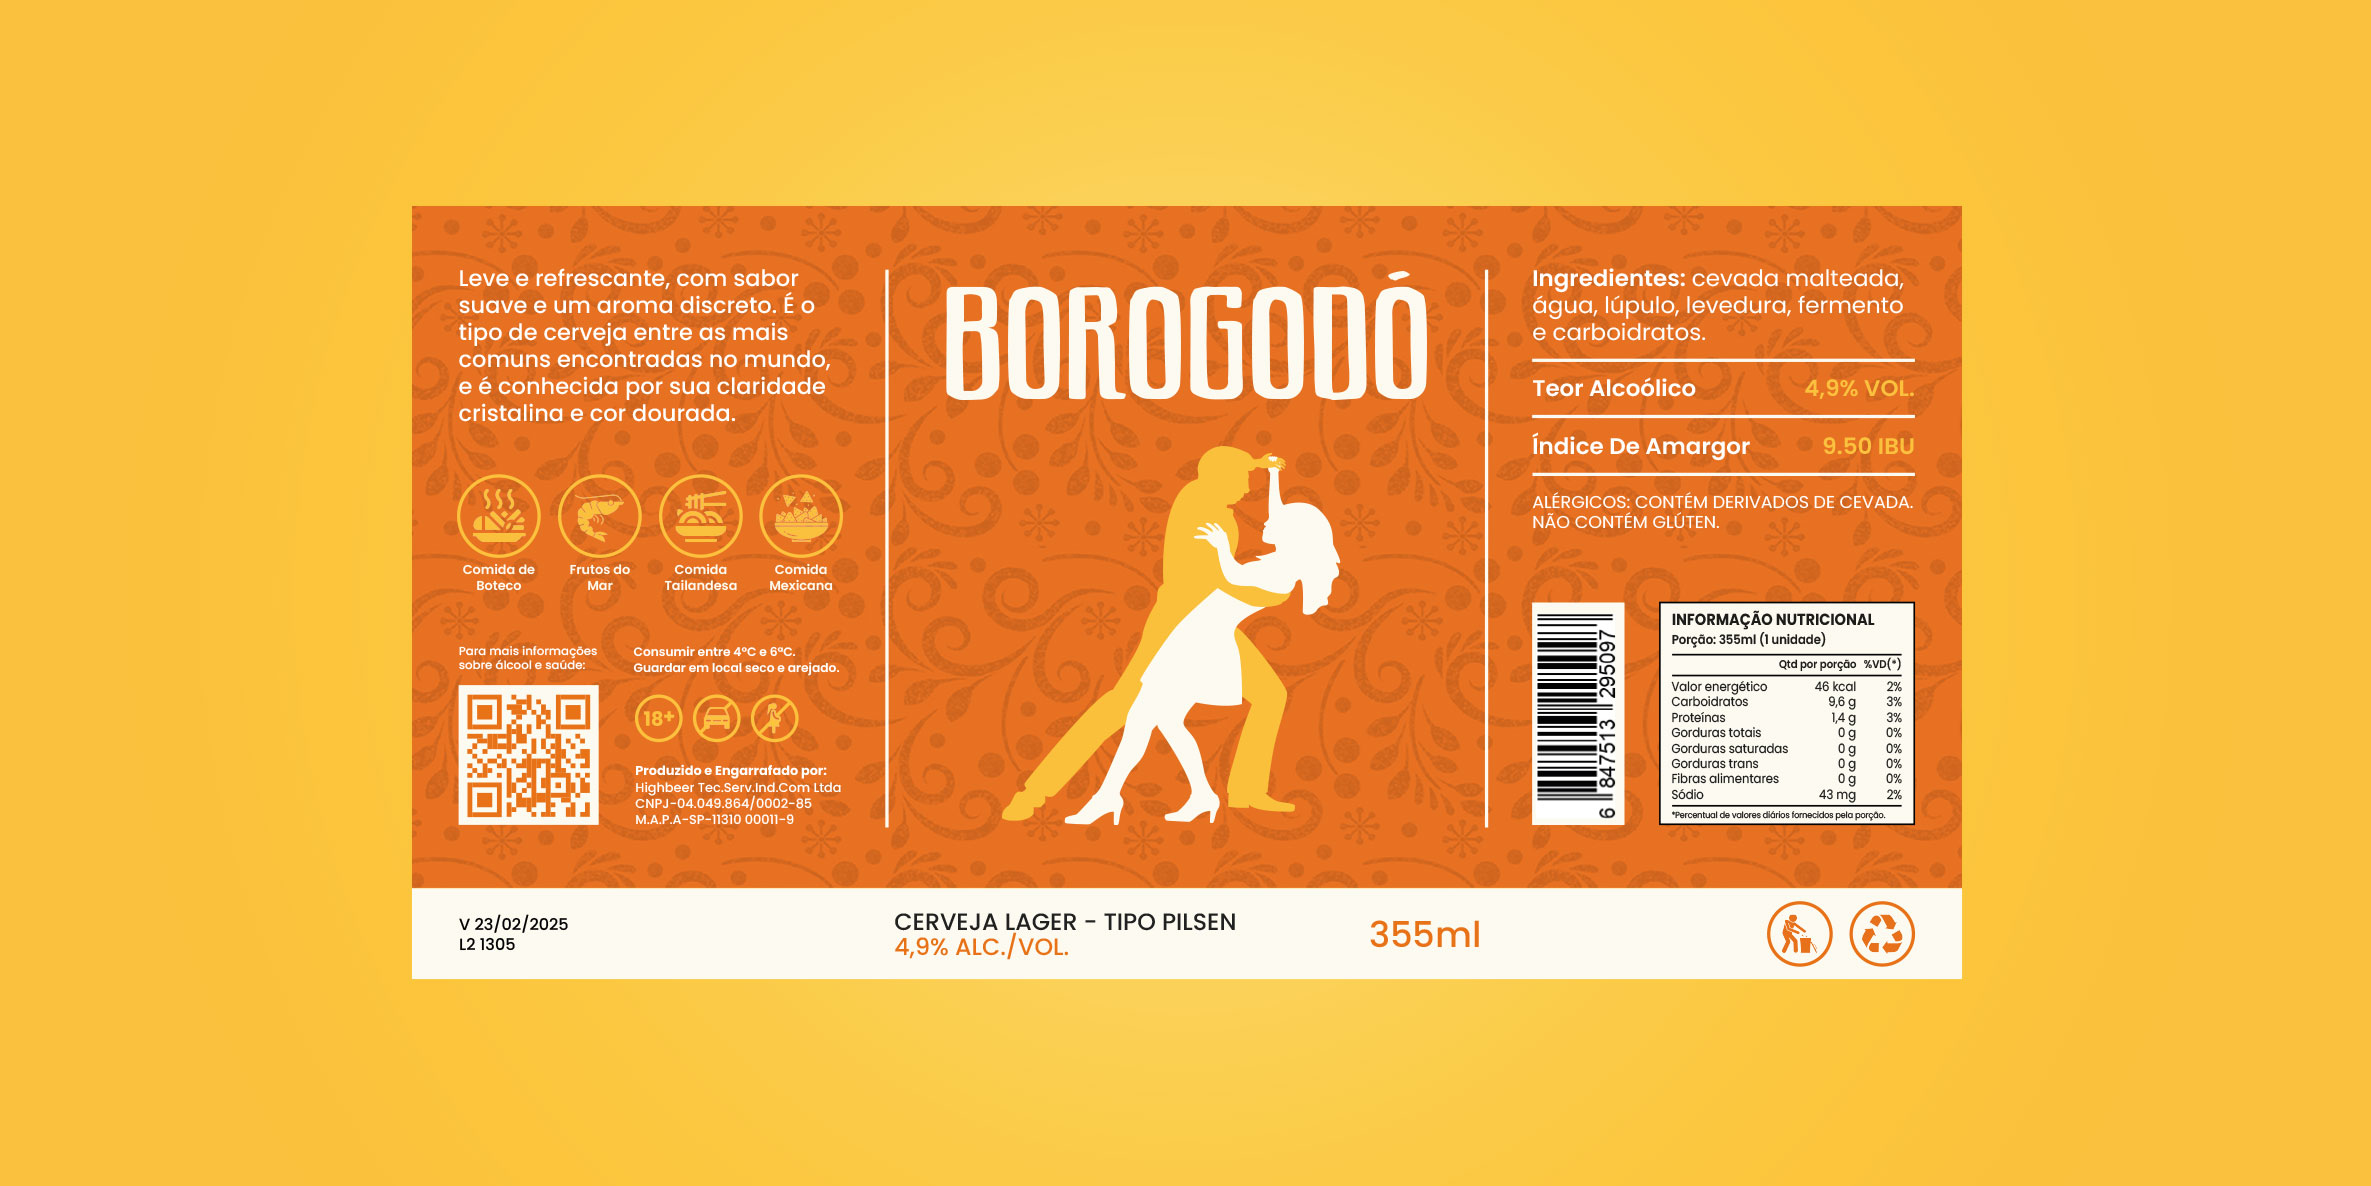 Leve e refrescante, com sabor
suave e um aroma discreto. É o
tipo de cerveja entre as mais
comuns encontradas no mundo,
e é conhecida por sua claridade
cristalina e cor dourada.
Comida de
Boteco
Frutos do
Mar
Comida
Tailandesa
Comida
Mexicana
Para mais informações
sobre álcool e saúde:
Consumir entre 4ºC e 6ºC.
Guardar em local seco e arejado.
18+
Produzido e Engarrafado por:
Highbeer Tec.Serv.Ind.Com Ltda
CNPJ-04.049.864/0002-85
M.A.P.A-SP-11310 00011-9
BOROGODÓ
Ingredientes: cevada malteada,
água, lúpulo, levedura, fermento
e carboidratos.
Teor Alcoólico 4,9% VOL.
Índice De Amargor 9.50 IBU
ALÉRGICOS: CONTÉM DERIVADOS DE CEVADA.
NÃO CONTÉM GLÚTEN.
6 847513 295097
INFORMAÇÃO NUTRICIONAL
Porção: 355ml (1 unidade)
Qtd por porção %VD(*)
Valor energético 46 kcal 2%
Carboidratos 9,6 g 3%
Proteínas 1,4 g 3%
Gorduras totais 0 g 0%
Gorduras saturadas 0 g 0%
Gorduras trans 0 g 0%
Fibras alimentares 0 g 0%
Sódio 43 mg 2%
*Percentual de valores diários fornecidos pela porção.
V 23/02/2025
L2 1305
CERVEJA LAGER - TIPO PILSEN
4,9% ALC./VOL.
355ml